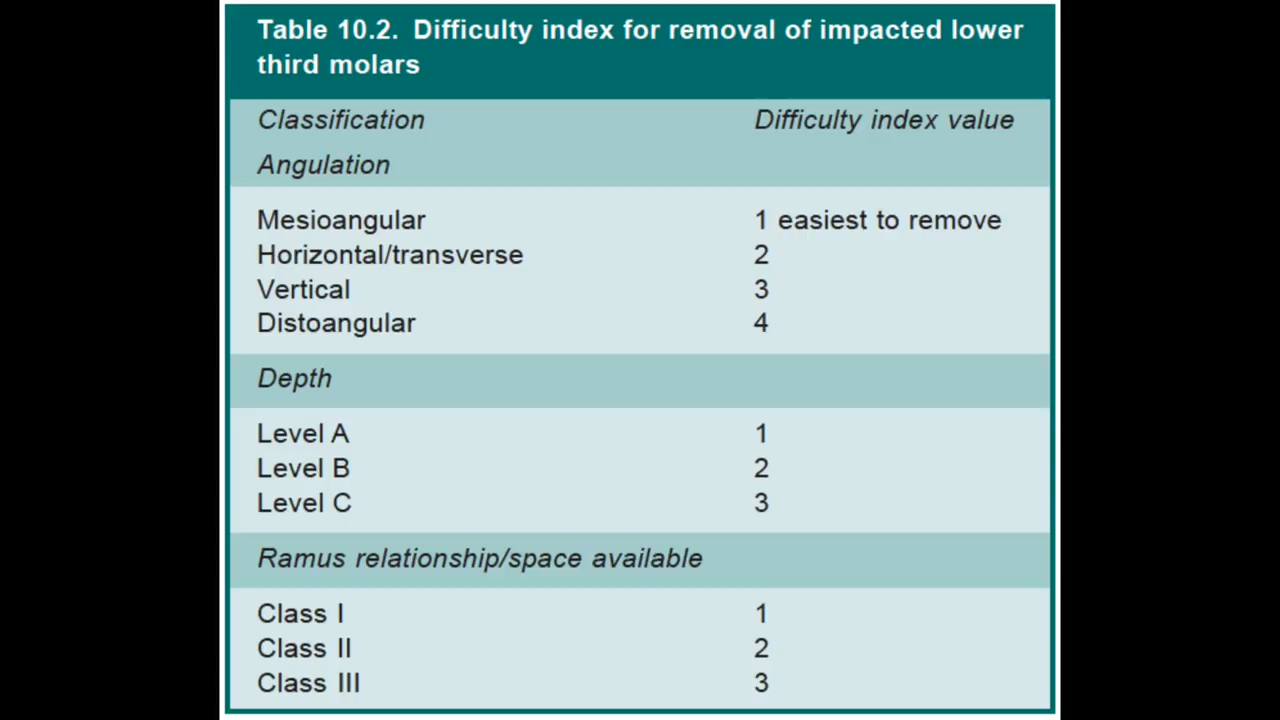 Table 10.2. Difficulty index for removal of impacted lower
third molars
Classification Difficulty index value
Angulation
Mesioangular 1 easiest to remove
Horizontal/transverse 2
Vertical 3
Distoangular 4
Depth
Level A 1
Level B 2
Level C 3
Ramus relationship/space available
Class I 1
Class II 2
Class III 3